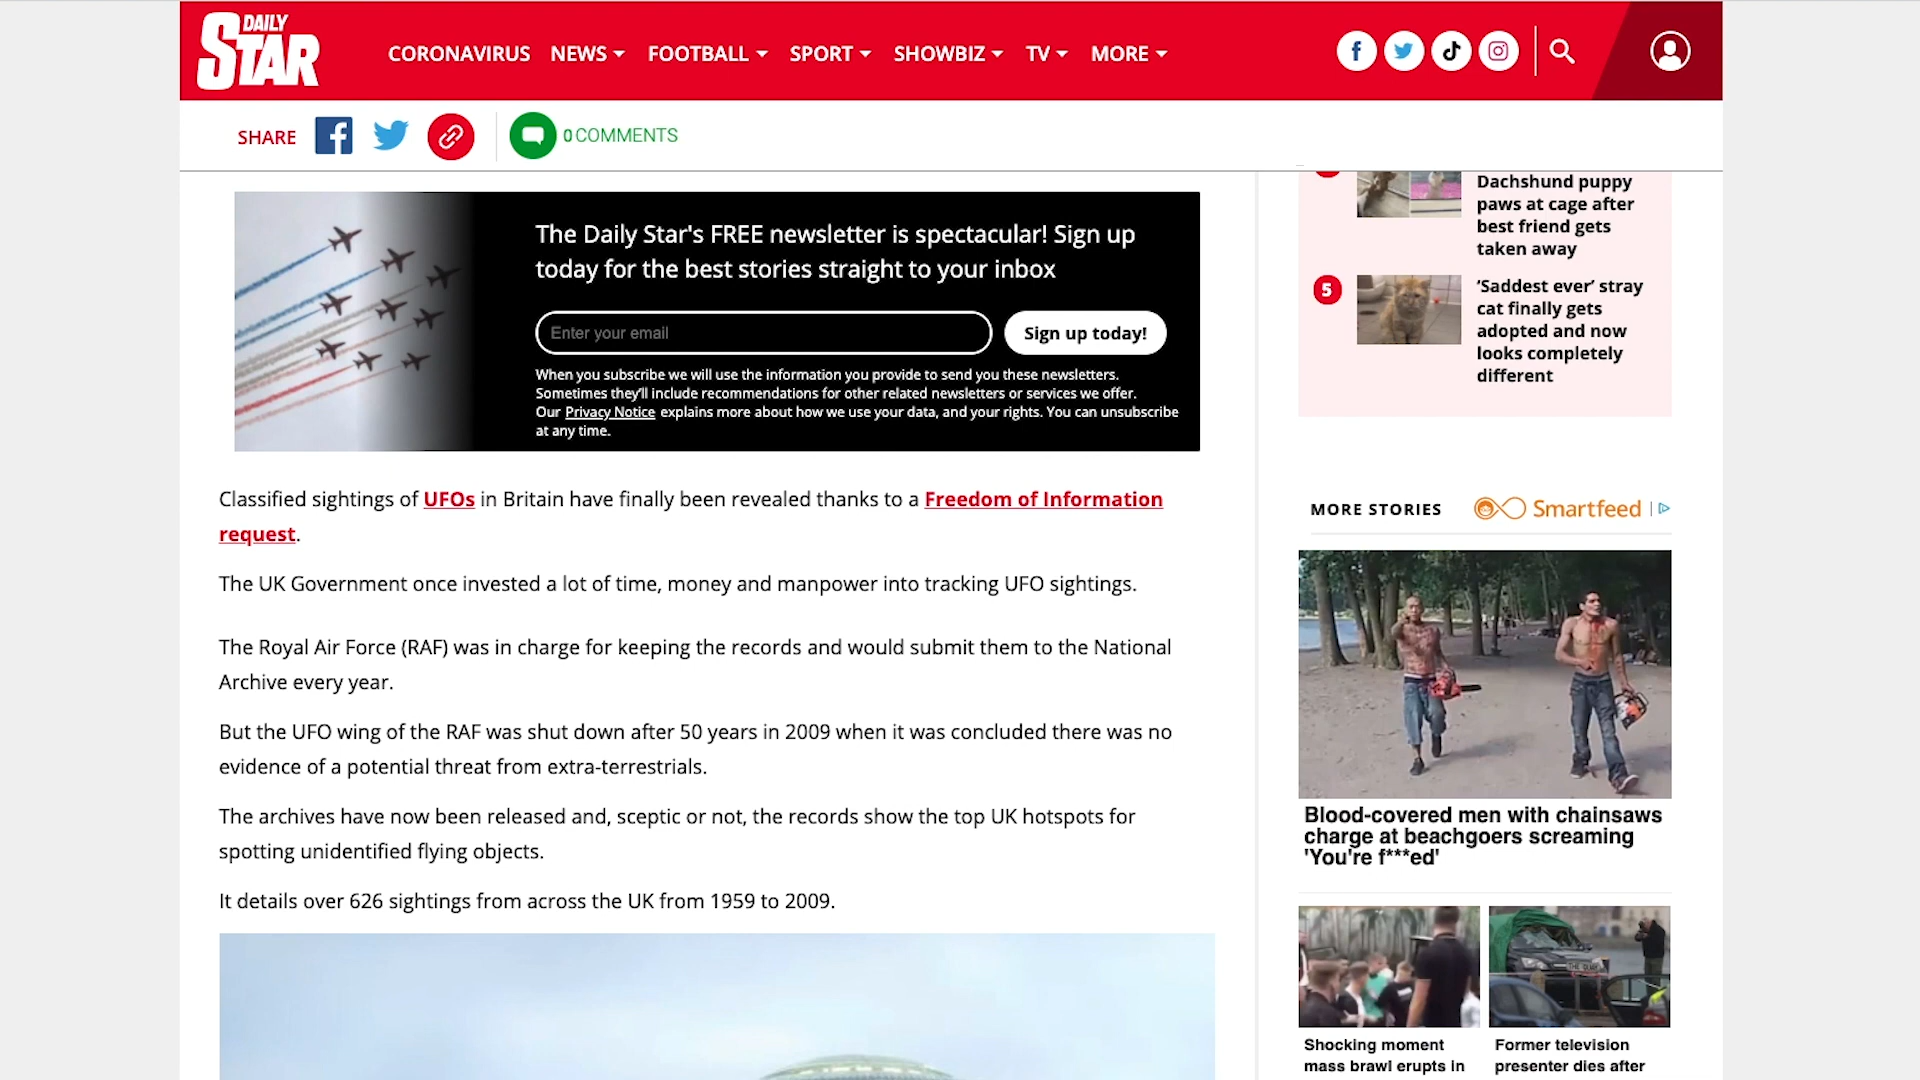 DAILY
STAR
CORONAVIRUS NEWS FOOTBALL SPORT SHOWBIZ TV MORE
SHARE
0 COMMENTS
The Daily Star's FREE newsletter is spectacular! Sign up
today for the best stories straight to your inbox
Enter your email
Sign up today!
When you subscribe we will use the information you provide to send you these newsletters.
Sometimes they'll include recommendations for other related newsletters or services we offer.
Our Privacy Notice explains more about how we use your data, and your rights. You can unsubscribe
at any time.
Classified sightings of UFOs in Britain have finally been revealed thanks to a Freedom of Information
request.
The UK Government once invested a lot of time, money and manpower into tracking UFO sightings.
The Royal Air Force (RAF) was in charge for keeping the records and would submit them to the National
Archive every year.
But the UFO wing of the RAF was shut down after 50 years in 2009 when it was concluded there was no
evidence of a potential threat from extra-terrestrials.
The archives have now been released and, sceptic or not, the records show the top UK hotspots for
spotting unidentified flying objects.
It details over 626 sightings from across the UK from 1959 to 2009.
Dachshund puppy
paws at cage after
best friend gets
taken away
5
‘Saddest ever’ stray
cat finally gets
adopted and now
looks completely
different
MORE STORIES
Smartfeed
Blood-covered men with chainsaws
charge at beachgoers screaming
'You're f***ed'
Shocking moment
mass brawl erupts in
Former television
presenter dies after